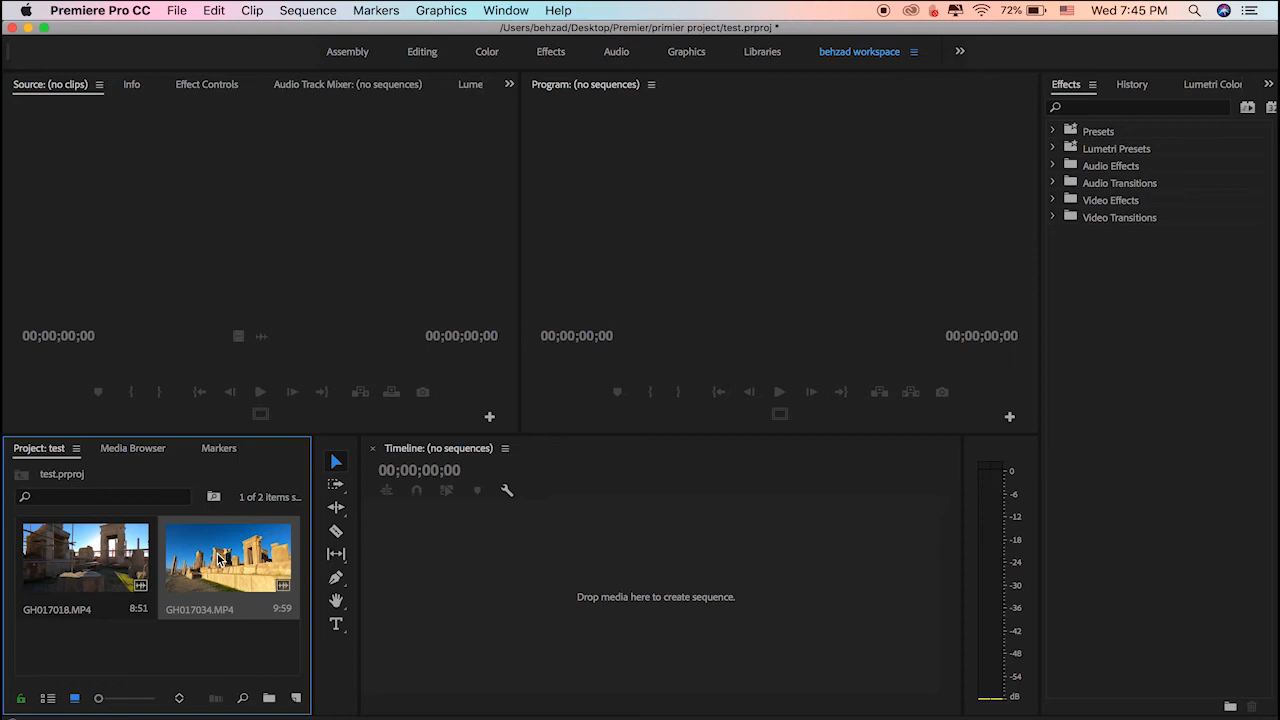 Premiere Pro CC File Edit Clip Sequence Markers Graphics Window Help 72% Wed 7:45 PM
/Users/behzad/Desktop/Premier/primier project/test.prproj *
Assembly Editing Color Effects Audio Graphics Libraries behzad workspace
Source: (no clips) Info Effect Controls Audio Track Mixer: (no sequences) Lume Program: (no sequences) Effects History Lumetri Color
Presets
Lumetri Presets
Audio Effects
Audio Transitions
Video Effects
Video Transitions
00;00;00;00 00;00;00;00 00;00;00;00 00;00;00;00
Project: test Media Browser Markers Timeline: (no sequences)
00;00;00;00
test.prproj
1 of 2 items s...
GH017018.MP4 8:51 GH017034.MP4 9:59
Drop media here to create sequence.
0
-6
-12
-18
-24
-30
-36
-42
-48
-54
dB